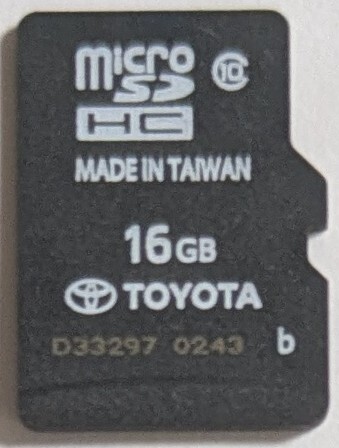 micro
SD
HC 10
MADE IN TAIWAN
16GB
TOYOTA
D33297 0243 b